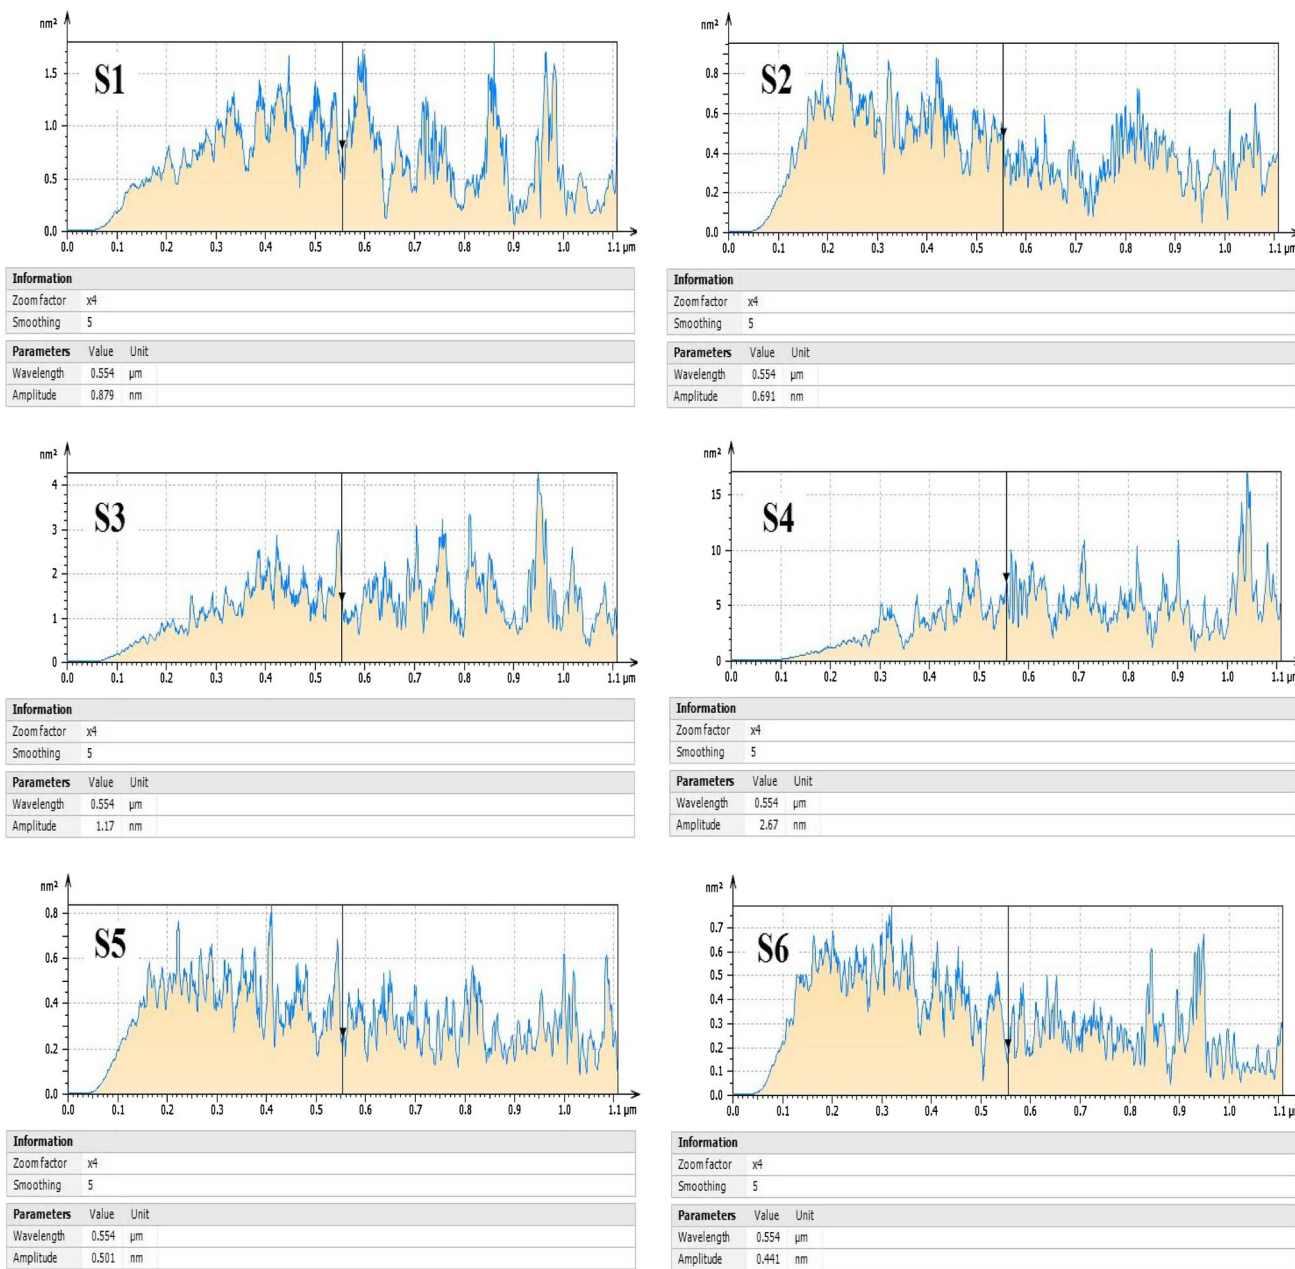 nm²
S1
1.5
1.0
0.5
0.0
0.0 0.1 0.2 0.3 0.4 0.5 0.6 0.7 0.8 0.9 1.0 1.1 µm
Information
Zoom factor x4
Smoothing 5
Parameters Value Unit
Wavelength 0.554 µm
Amplitude 0.879 nm
nm²
S2
0.8
0.6
0.4
0.2
0.0
0.0 0.1 0.2 0.3 0.4 0.5 0.6 0.7 0.8 0.9 1.0 1.1 µm
Information
Zoom factor x4
Smoothing 5
Parameters Value Unit
Wavelength 0.554 µm
Amplitude 0.691 nm
nm²
S3
4
3
2
1
0
0.0 0.1 0.2 0.3 0.4 0.5 0.6 0.7 0.8 0.9 1.0 1.1 µm
Information
Zoom factor x4
Smoothing 5
Parameters Value Unit
Wavelength 0.554 µm
Amplitude 1.17 nm
nm²
S4
15
10
5
0
0.0 0.1 0.2 0.3 0.4 0.5 0.6 0.7 0.8 0.9 1.0 1.1 µm
Information
Zoom factor x4
Smoothing 5
Parameters Value Unit
Wavelength 0.554 µm
Amplitude 2.67 nm
nm²
S5
0.8
0.6
0.4
0.2
0.0
0.0 0.1 0.2 0.3 0.4 0.5 0.6 0.7 0.8 0.9 1.0 1.1 µm
Information
Zoom factor x4
Smoothing 5
Parameters Value Unit
Wavelength 0.554 µm
Amplitude 0.501 nm
nm²
S6
0.7
0.6
0.5
0.4
0.3
0.2
0.1
0.0
0.0 0.1 0.2 0.3 0.4 0.5 0.6 0.7 0.8 0.9 1.0 1.1 µm
Information
Zoom factor x4
Smoothing 5
Parameters Value Unit
Wavelength 0.554 µm
Amplitude 0.441 nm